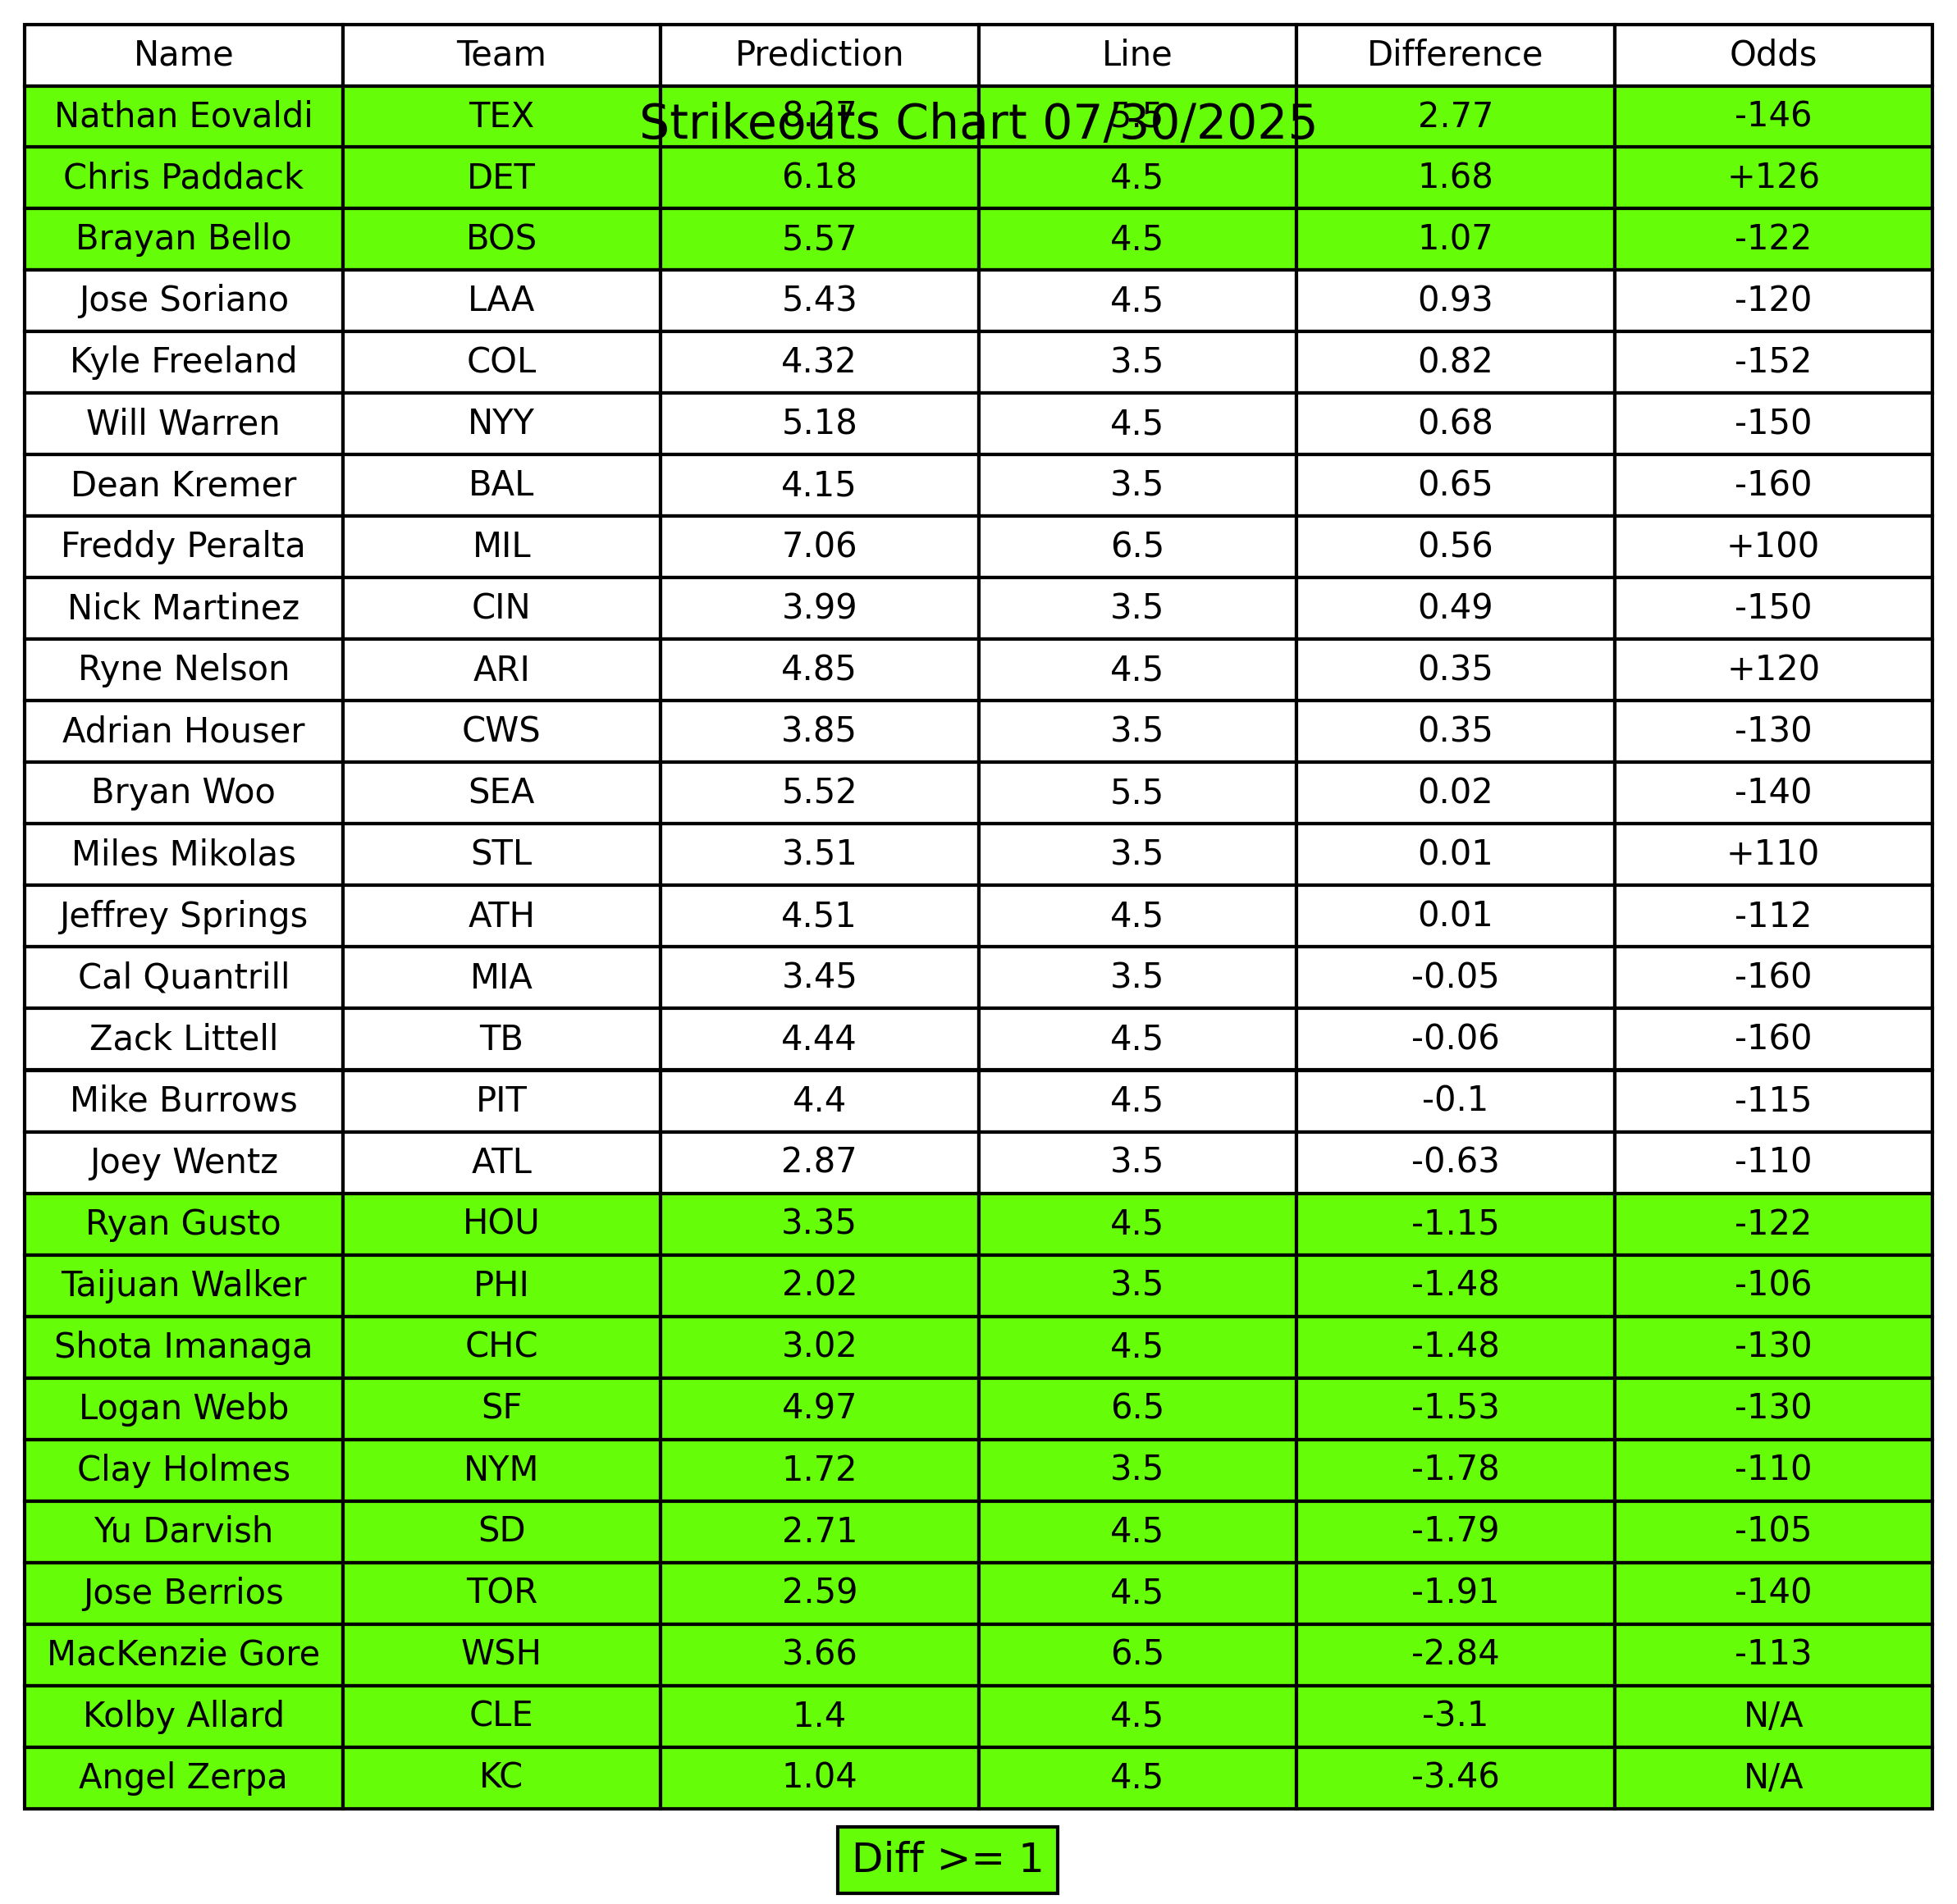 Name Team Prediction Line Difference Odds
Strikeouts Chart 07/30/2025
Nathan Eovaldi TEX 8.27 5.5 2.77 -146
Chris Paddack DET 6.18 4.5 1.68 +126
Brayan Bello BOS 5.57 4.5 1.07 -122
Jose Soriano LAA 5.43 4.5 0.93 -120
Kyle Freeland COL 4.32 3.5 0.82 -152
Will Warren NYY 5.18 4.5 0.68 -150
Dean Kremer BAL 4.15 3.5 0.65 -160
Freddy Peralta MIL 7.06 6.5 0.56 +100
Nick Martinez CIN 3.99 3.5 0.49 -150
Ryne Nelson ARI 4.85 4.5 0.35 +120
Adrian Houser CWS 3.85 3.5 0.35 -130
Bryan Woo SEA 5.52 5.5 0.02 -140
Miles Mikolas STL 3.51 3.5 0.01 +110
Jeffrey Springs ATH 4.51 4.5 0.01 -112
Cal Quantrill MIA 3.45 3.5 -0.05 -160
Zack Littell TB 4.44 4.5 -0.06 -160
Mike Burrows PIT 4.4 4.5 -0.1 -115
Joey Wentz ATL 2.87 3.5 -0.63 -110
Ryan Gusto HOU 3.35 4.5 -1.15 -122
Taijuan Walker PHI 2.02 3.5 -1.48 -106
Shota Imanaga CHC 3.02 4.5 -1.48 -130
Logan Webb SF 4.97 6.5 -1.53 -130
Clay Holmes NYM 1.72 3.5 -1.78 -110
Yu Darvish SD 2.71 4.5 -1.79 -105
Jose Berrios TOR 2.59 4.5 -1.91 -140
MacKenzie Gore WSH 3.66 6.5 -2.84 -113
Kolby Allard CLE 1.4 4.5 -3.1 N/A
Angel Zerpa KC 1.04 4.5 -3.46 N/A
Diff >= 1